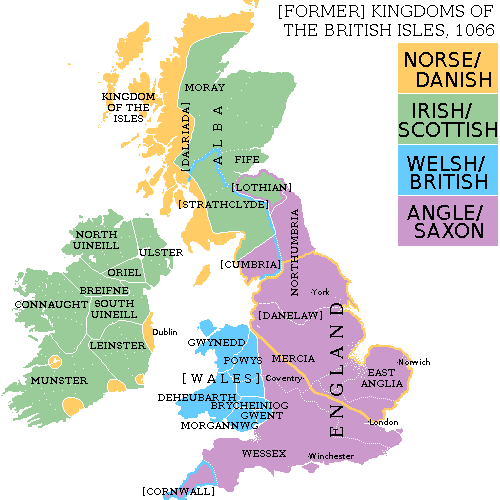 [FORMER] KINGDOMS OF
THE BRITISH ISLES, 1066
NORSE/
DANISH
IRISH/
SCOTTISH
WELSH/
BRITISH
ANGLE/
SAXON
KINGDOM
OF THE
ISLES
MORAY
[DALRIADA]
ALBA
FIFE
[LOTHIAN]
[STRATHCLYDE]
NORTHUMBRIA
[CUMBRIA]
NORTH
UINEILL
ULSTER
ORIEL
BREIFNE
CONNAUGHT
SOUTH
UINEILL
LEINSTER
Dublin
MUNSTER
York
[DANELAW]
ENGLAND
MERCIA
GWYNEDD
POWYS
[WALES]
Coventry
EAST
ANGLIA
Norwich
DEHEUBARTH
BRYCHEINIOG
GWENT
MORGANNWG
London
WESSEX
Winchester
[CORNWALL]